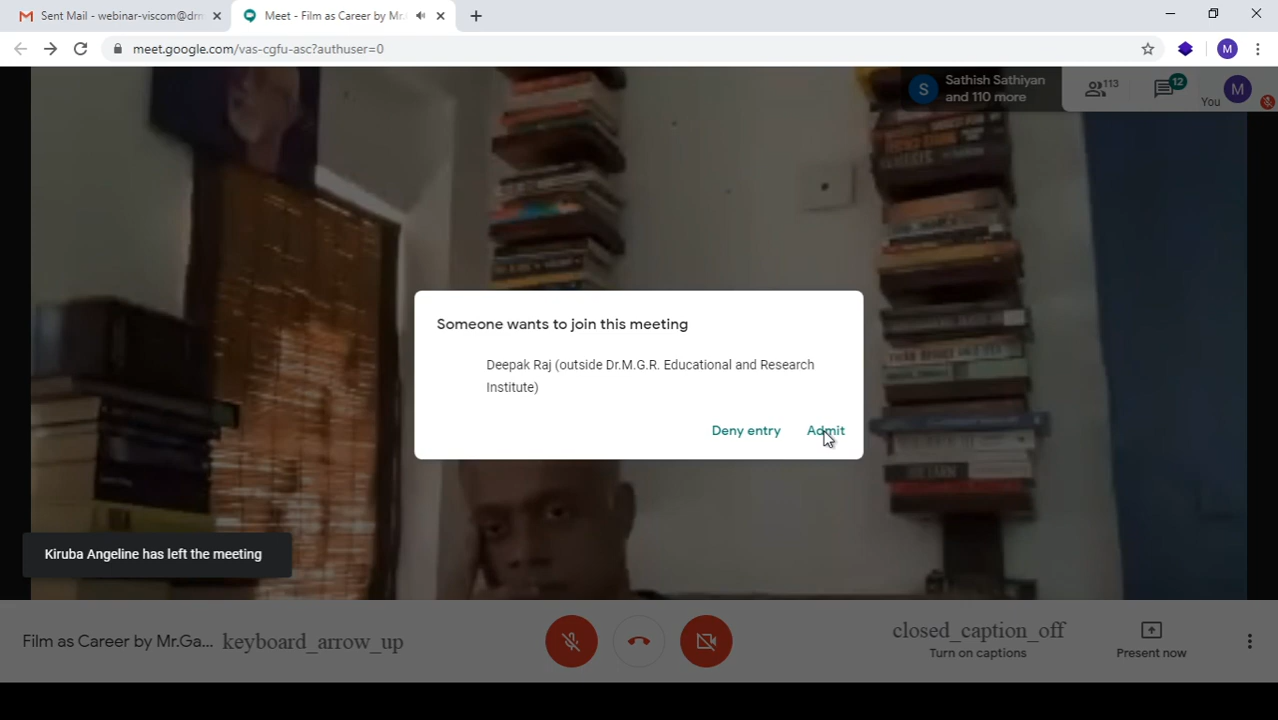 Sent Mail - webinar-viscom@drm
Meet - Film as Career by Mr.
meet.google.com/vas-cgfu-asc?authuser=0
M
Sathish Sathiyan
and 110 more
S
113
12
You
M
Someone wants to join this meeting
Deepak Raj (outside Dr.M.G.R. Educational and Research
Institute)
Deny entry
Admit
Kiruba Angeline has left the meeting
Film as Career by Mr.Ga...
keyboard_arrow_up
closed_caption_off
Turn on captions
Present now